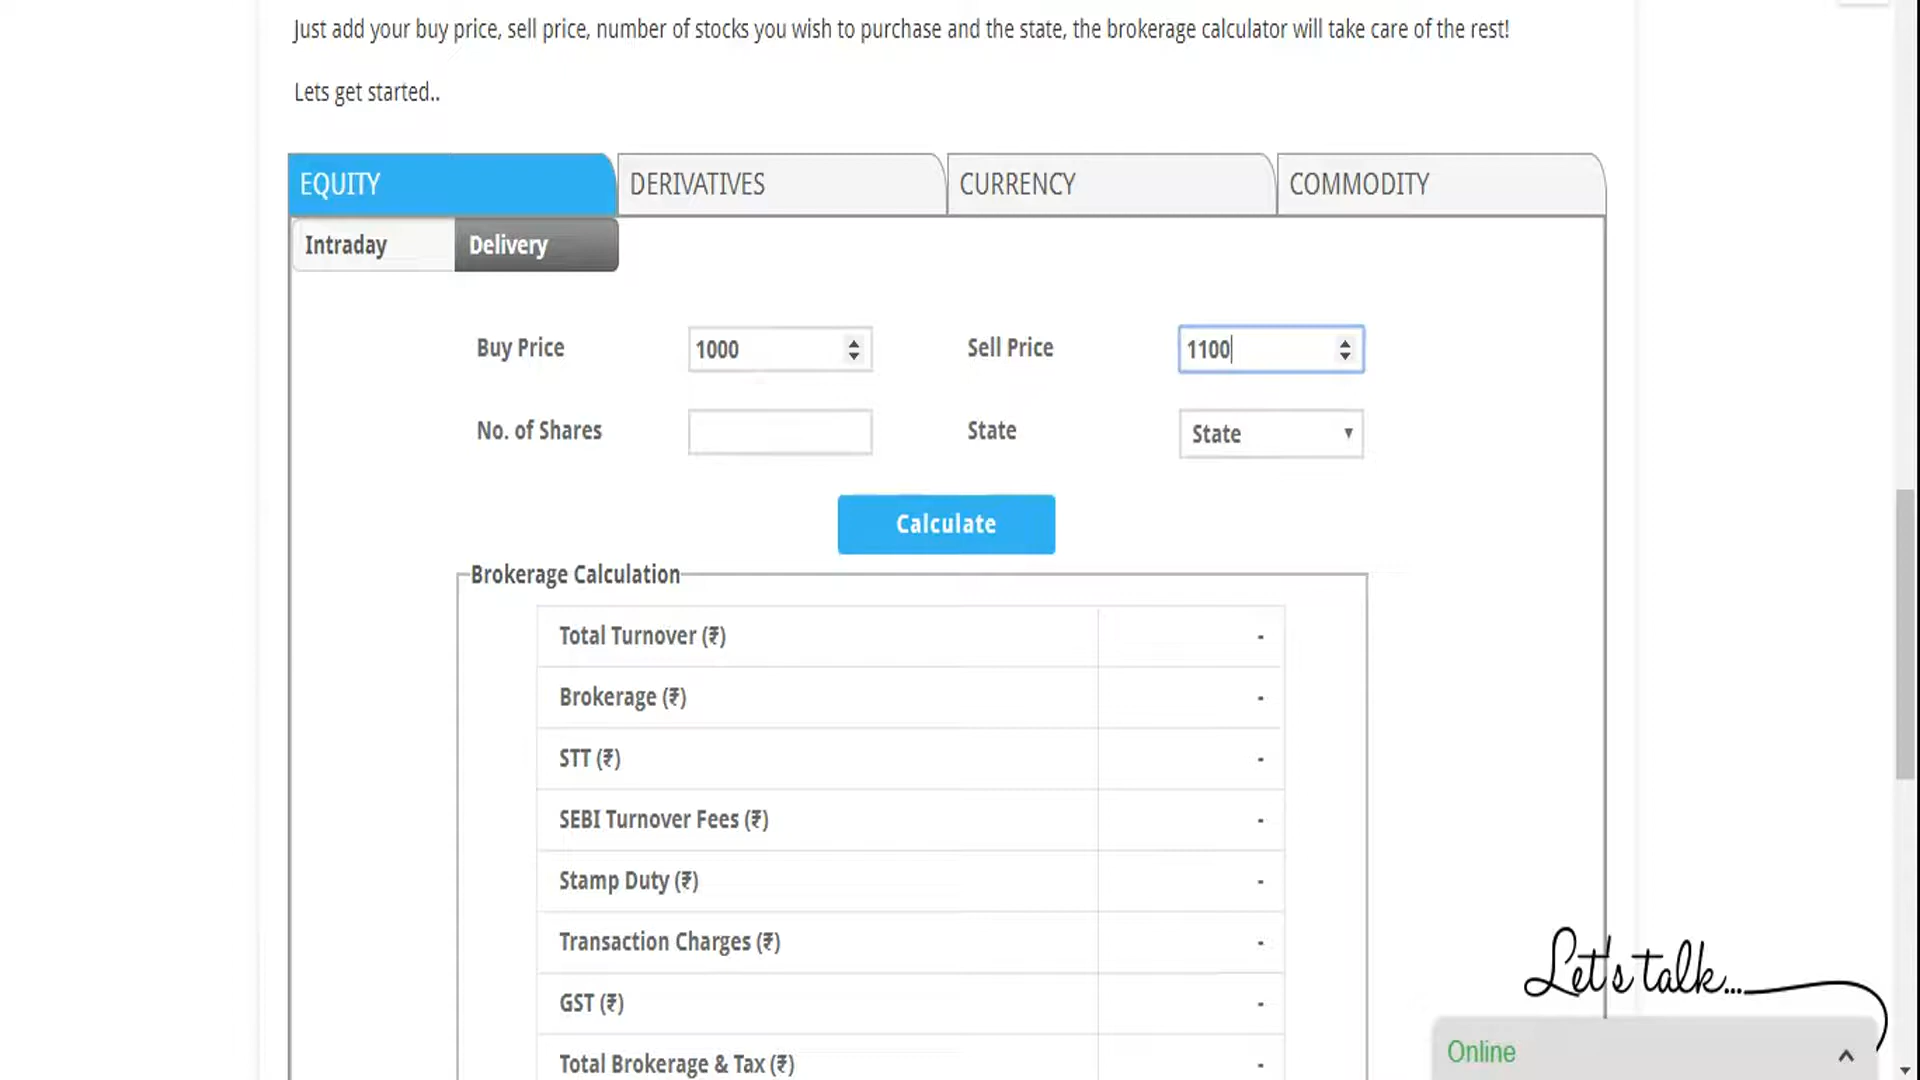 Just add your buy price, sell price, number of stocks you wish to purchase and the state, the brokerage calculator will take care of the rest!
Lets get started..
EQUITY DERIVATIVES CURRENCY COMMODITY
Intraday Delivery
Buy Price 1000 Sell Price 1100
No. of Shares State State
Calculate
Brokerage Calculation
Total Turnover (₹) -
Brokerage (₹) -
STT (₹) -
SEBI Turnover Fees (₹) -
Stamp Duty (₹) -
Transaction Charges (₹) -
GST (₹) -
Total Brokerage & Tax (₹) -
Let's talk...
Online